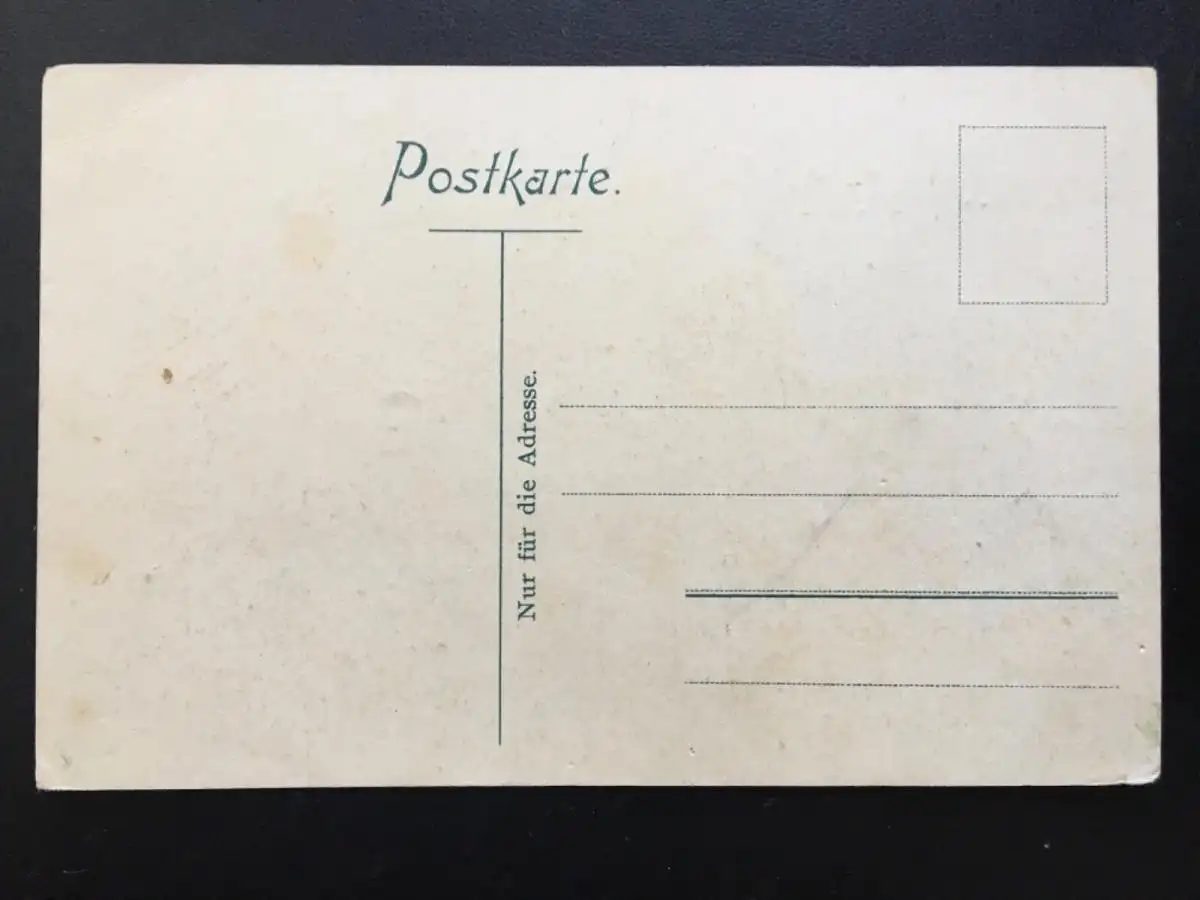 Postkarte.
Nur für die Adresse.